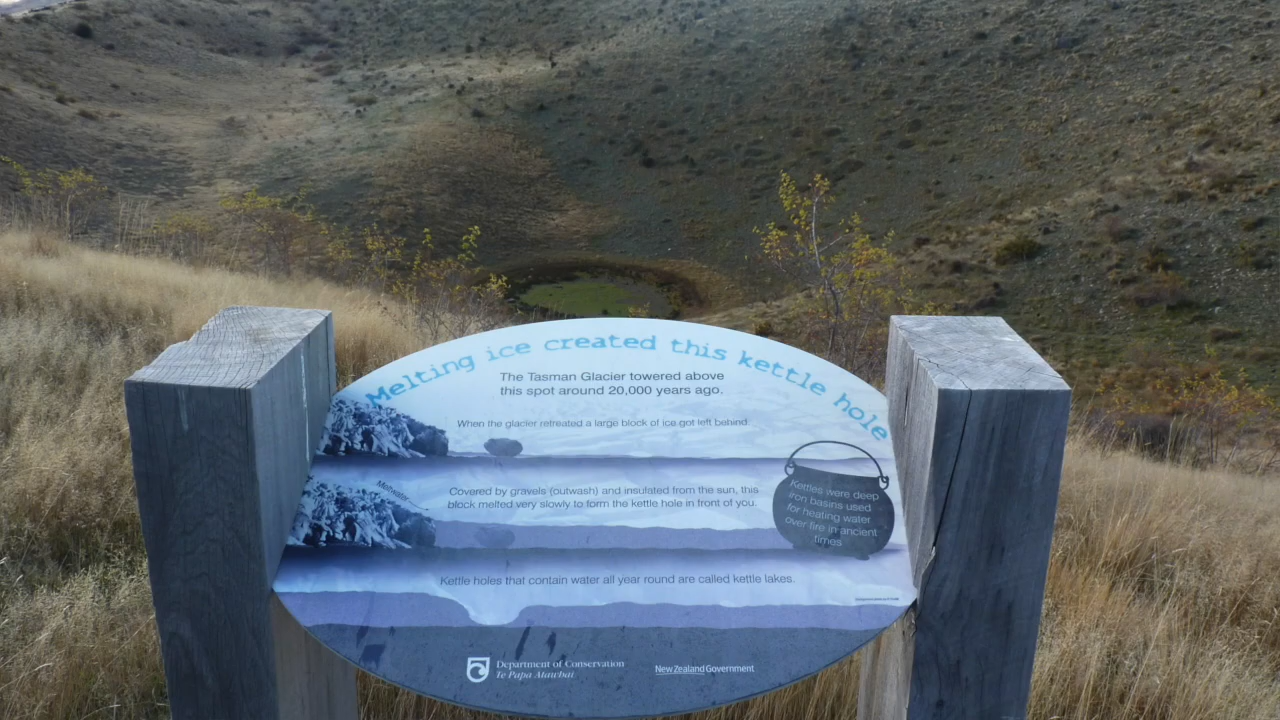 Melting ice created this kettle hole
The Tasman Glacier towered above
this spot around 20,000 years ago.
When the glacier retreated a large block of ice got left behind.
Meltwater
Covered by gravels (outwash) and insulated from the sun, this
block melted very slowly to form the kettle hole in front of you.
Kettles were deep
iron basins used
for heating water
over fire in ancient
times
Kettle holes that contain water all year round are called kettle lakes.
Department of Conservation
Te Papa Atawhai
New Zealand Government